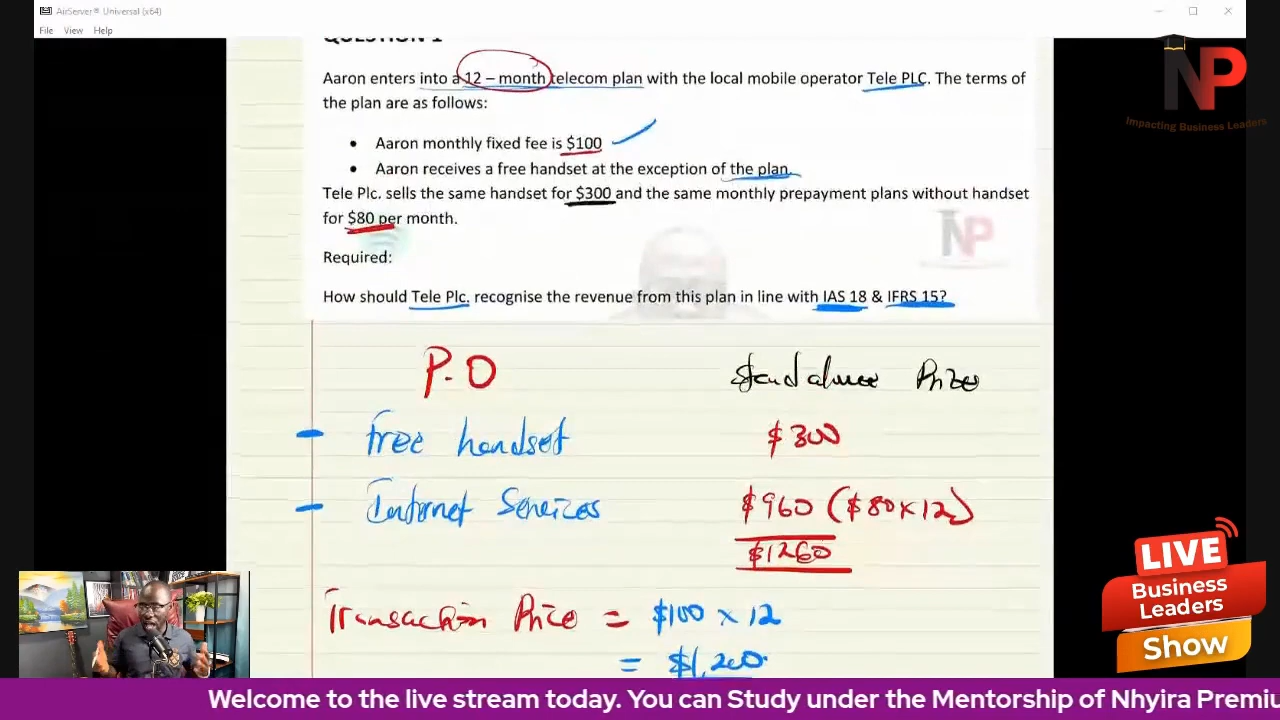 AirServer® Universal (x64)
File View Help
QUESTION 1
Aaron enters into a 12 – month telecom plan with the local mobile operator Tele PLC. The terms of
the plan are as follows:
• Aaron monthly fixed fee is $100
• Aaron receives a free handset at the exception of the plan.
Tele Plc. sells the same handset for $300 and the same monthly prepayment plans without handset
for $80 per month.
Required:
How should Tele Plc. recognise the revenue from this plan in line with IAS 18 & IFRS 15?
P.O Standalone Price
- Free handset $300
- Internet Services $960 ($80x12)
$1260
Transaction Price = $100 x 12
= $1,200.
NP
Impacting Business Leaders
NP
LIVE
Business
Leaders
Show
Welcome to the live stream today. You can Study under the Mentorship of Nhyira Premiu